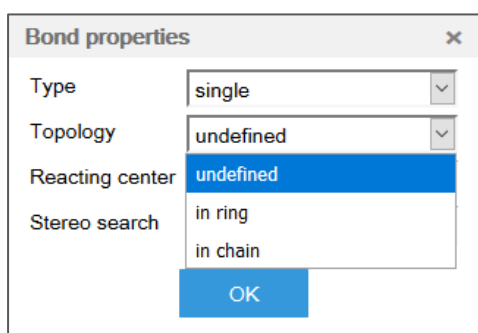 Bond properties ×
Type single
Topology undefined
Reacting center undefined
in ring
Stereo search
in chain
OK